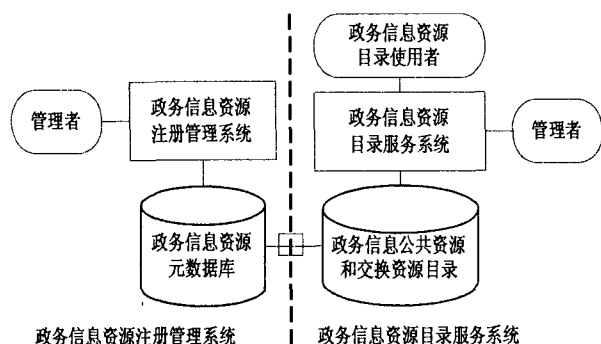 政务信息资源
目录使用者
管理者
政务信息资源
注册管理系统
政务信息资源
目录服务系统
管理者
政务信息资源
元数据库
政务信息公共资源
和交换资源目录
政务信息资源注册管理系统
政务信息资源目录服务系统